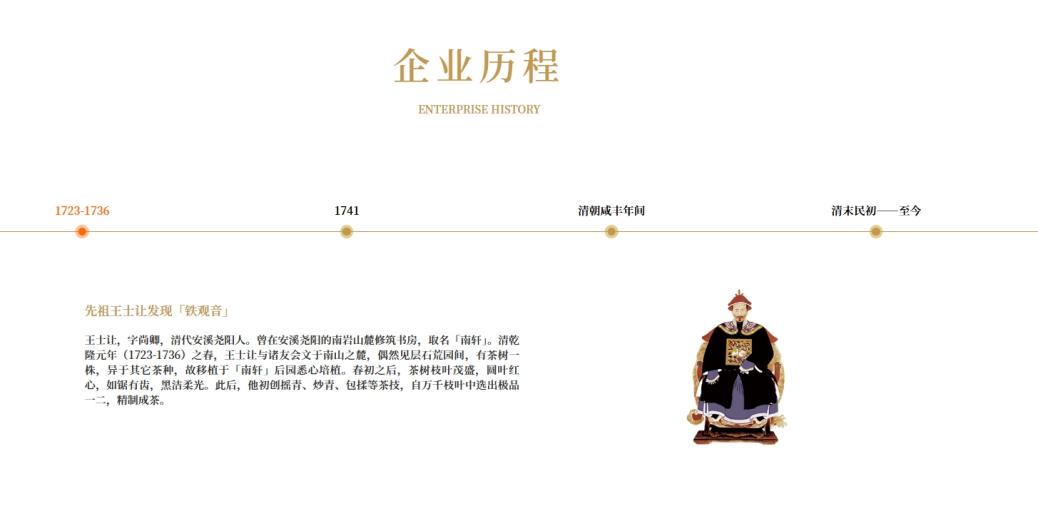 企业历程
ENTERPRISE HISTORY
1723-1736
1741
清朝咸丰年间
清末民初——至今
先祖王士让发现「铁观音」
王士让，字尚卿，清代安溪尧阳人。曾在安溪尧阳的南岩山麓修筑书房，取名「南轩」。清乾
隆元年（1723-1736）之春，王士让与诸友会文于南山之麓，偶然见层石荒园间，有茶树一
株，异于其它茶种，故移植于「南轩」后园悉心培植。春初之后，茶树枝叶茂盛，圆叶红
心，如锯有齿，黑洁柔光。此后，他初创摇青、炒青、包揉等茶技，自万千枝叶中选出极品
一二，精制成茶。